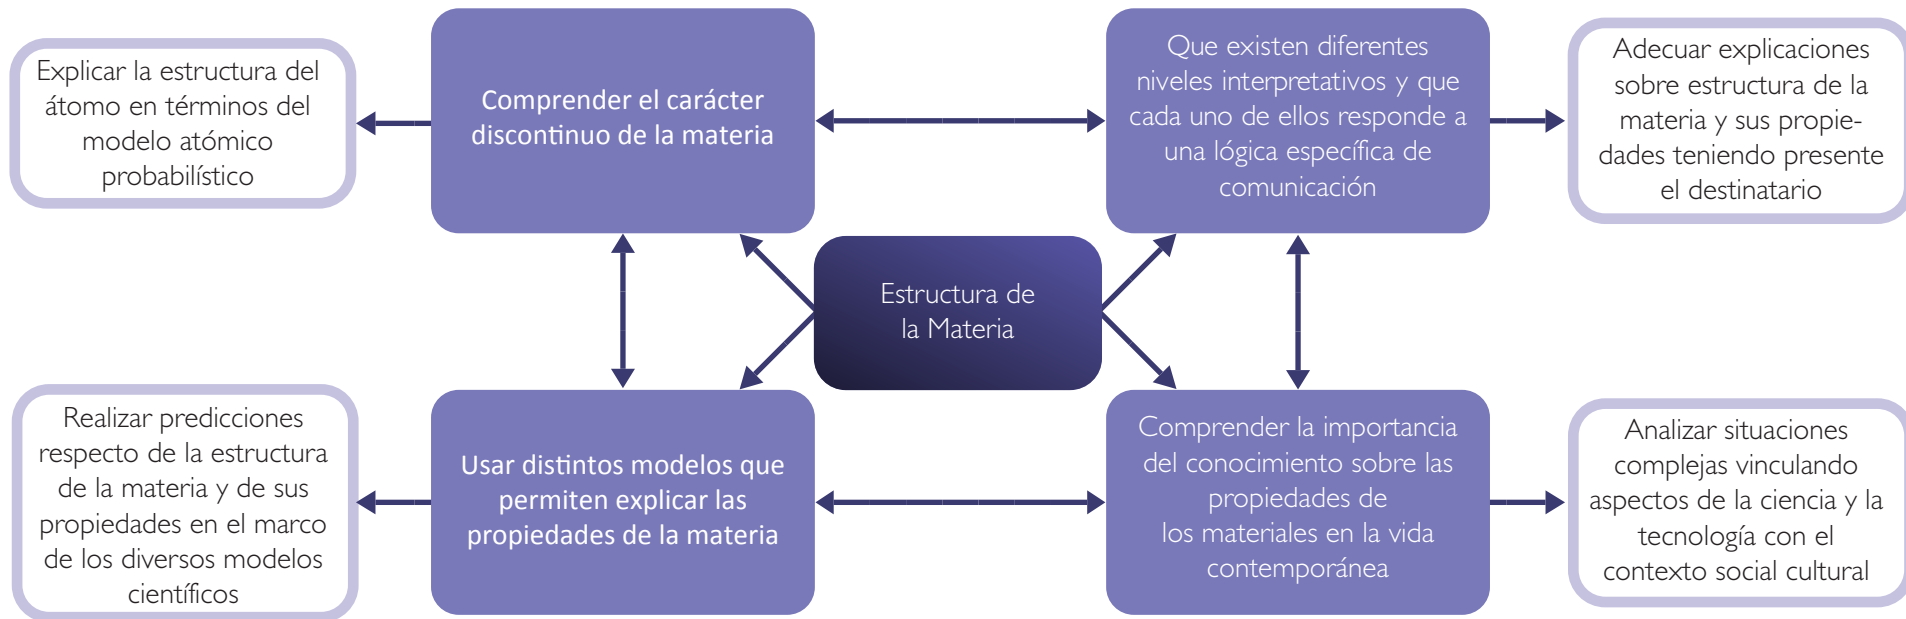 Explicar la estructura del
átomo en términos del
modelo atómico
probabilístico
Comprender el carácter
discontinuo de la materia
Que existen diferentes
niveles interpretativos y que
cada uno de ellos responde a
una lógica específica de
comunicación
Adecuar explicaciones
sobre estructura de la
materia y sus propie-
dades teniendo presente
el destinatario
Estructura de
la Materia
Realizar predicciones
respecto de la estructura
de la materia y de sus
propiedades en el marco
de los diversos modelos
científicos
Usar distintos modelos que
permiten explicar las
propiedades de la materia
Comprender la importancia
del conocimiento sobre las
propiedades de
los materiales en la vida
contemporánea
Analizar situaciones
complejas vinculando
aspectos de la ciencia y la
tecnología con el
contexto social cultural